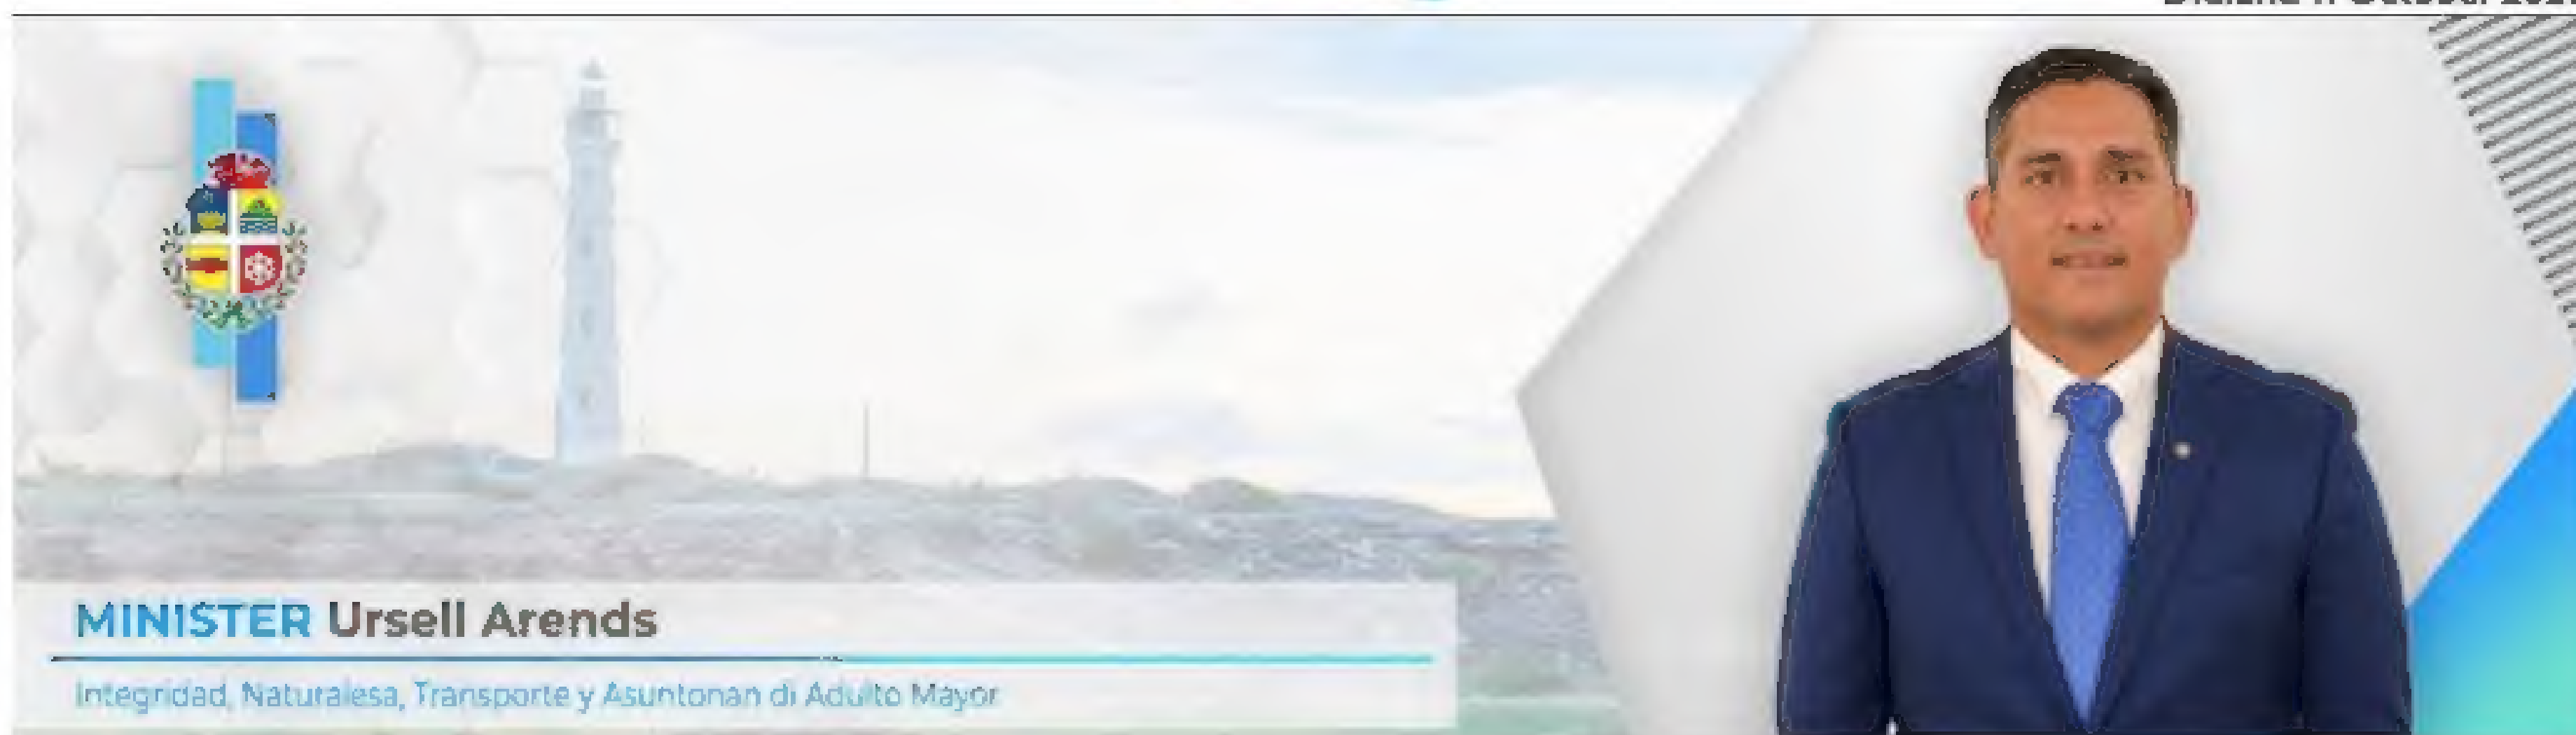 MINISTER Ursell Arends
Integridad, Naturalesa, Transporte y Asuntonan di Adulto Mayor